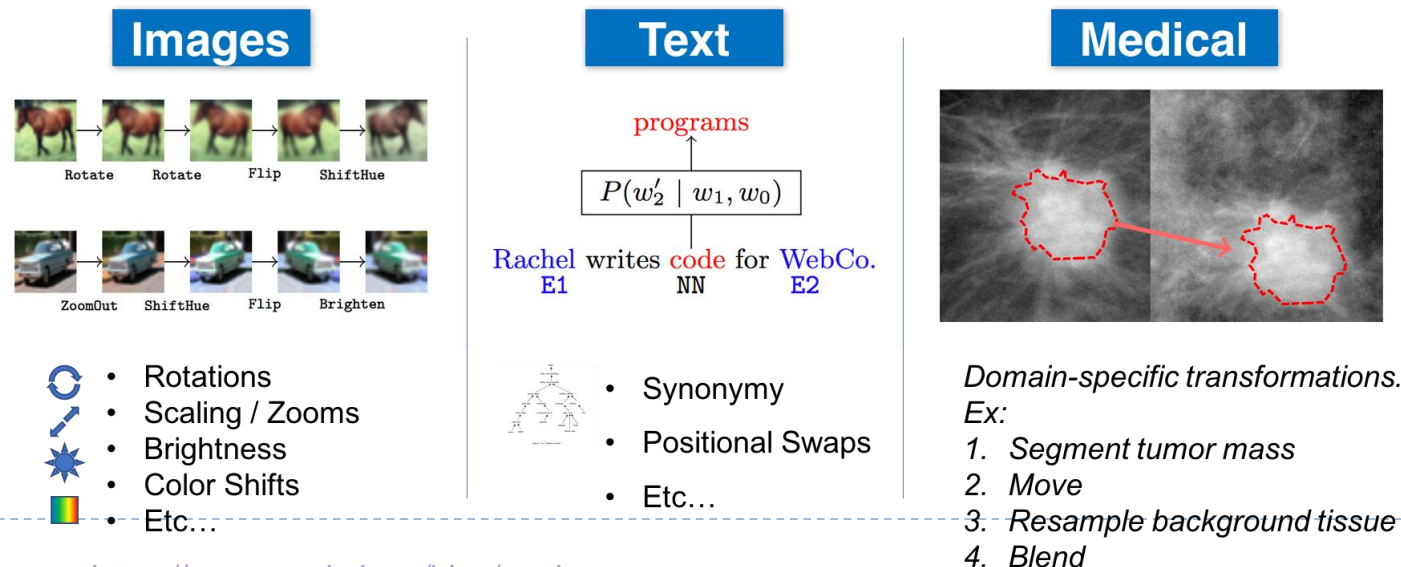 Images
Rotate Rotate Flip ShiftHue
ZoomOut ShiftHue Flip Brighten
• Rotations
• Scaling / Zooms
• Brightness
• Color Shifts
• Etc...
Text
programs
P(w′₂ | w₁, w₀)
Rachel writes code for WebCo.
E1 NN E2
• Synonymy
• Positional Swaps
• Etc...
Medical
Domain-specific transformations.
Ex:
1. Segment tumor mass
2. Move
3. Resample background tissue
4. Blend